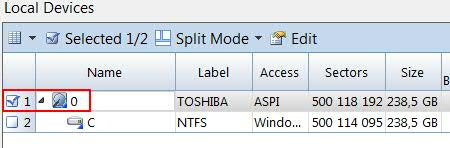 Local Devices
Selected 1/2 Split Mode Edit
Name Label Access Sectors Size
1 0 TOSHIBA ASPI 500 118 192 238,5 GB
2 C NTFS Windo... 500 114 095 238,5 GB